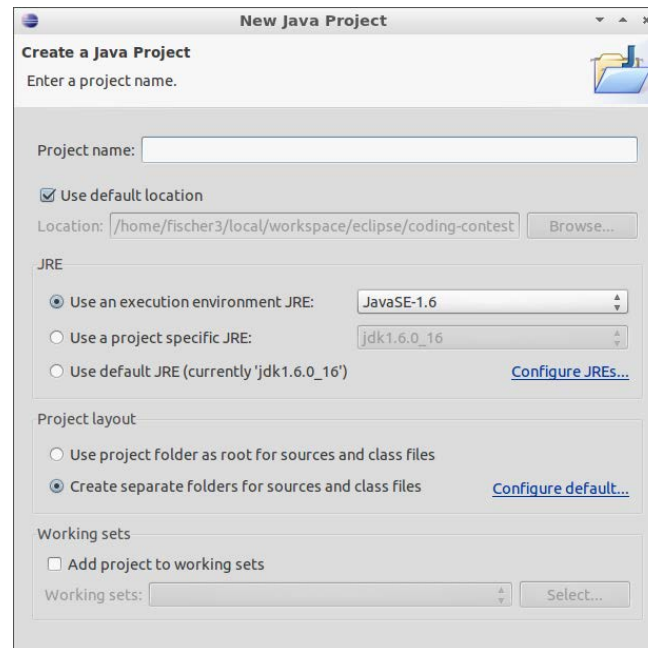 New Java Project
Create a Java Project
Enter a project name.
Project name:
Use default location
Location: /home/fischer3/local/workspace/eclipse/coding-contest Browse...
JRE
Use an execution environment JRE: JavaSE-1.6
Use a project specific JRE: jdk1.6.0_16
Use default JRE (currently 'jdk1.6.0_16') Configure JREs...
Project layout
Use project folder as root for sources and class files
Create separate folders for sources and class files Configure default...
Working sets
Add project to working sets
Working sets: Select...